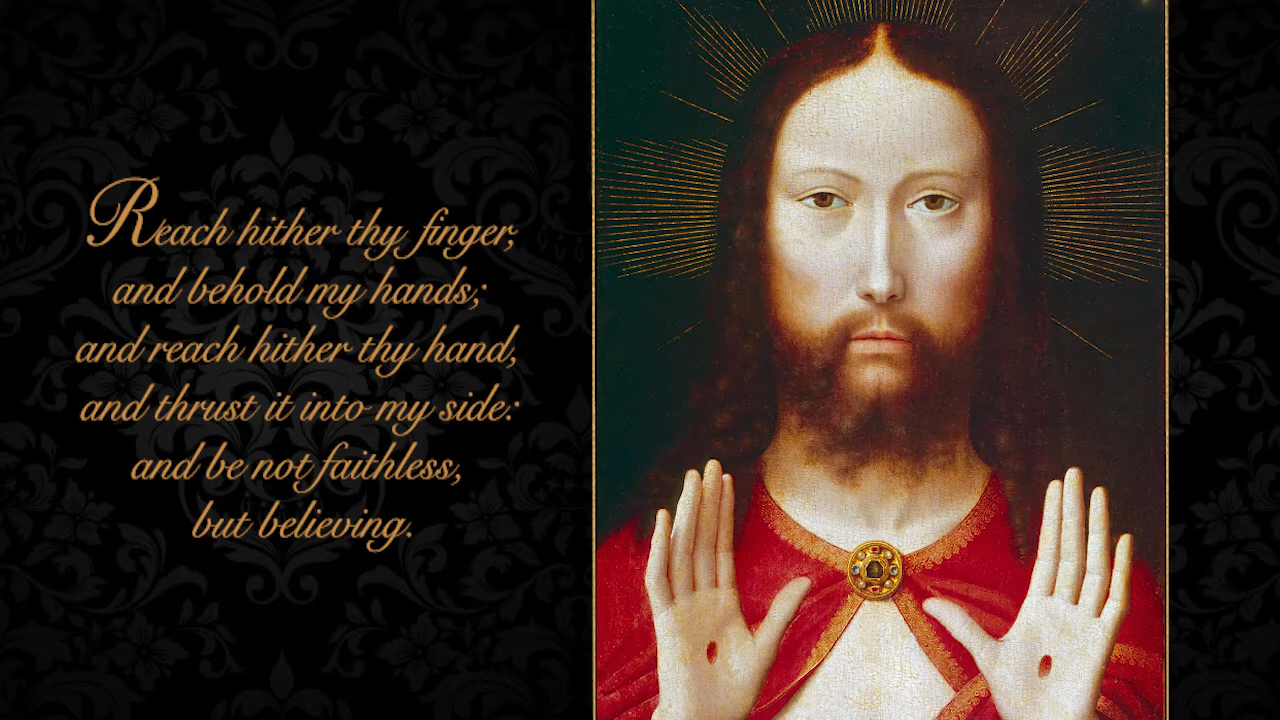 Reach hither thy finger,
and behold my hands;
and reach hither thy hand,
and thrust it into my side:
and be not faithless,
but believing.